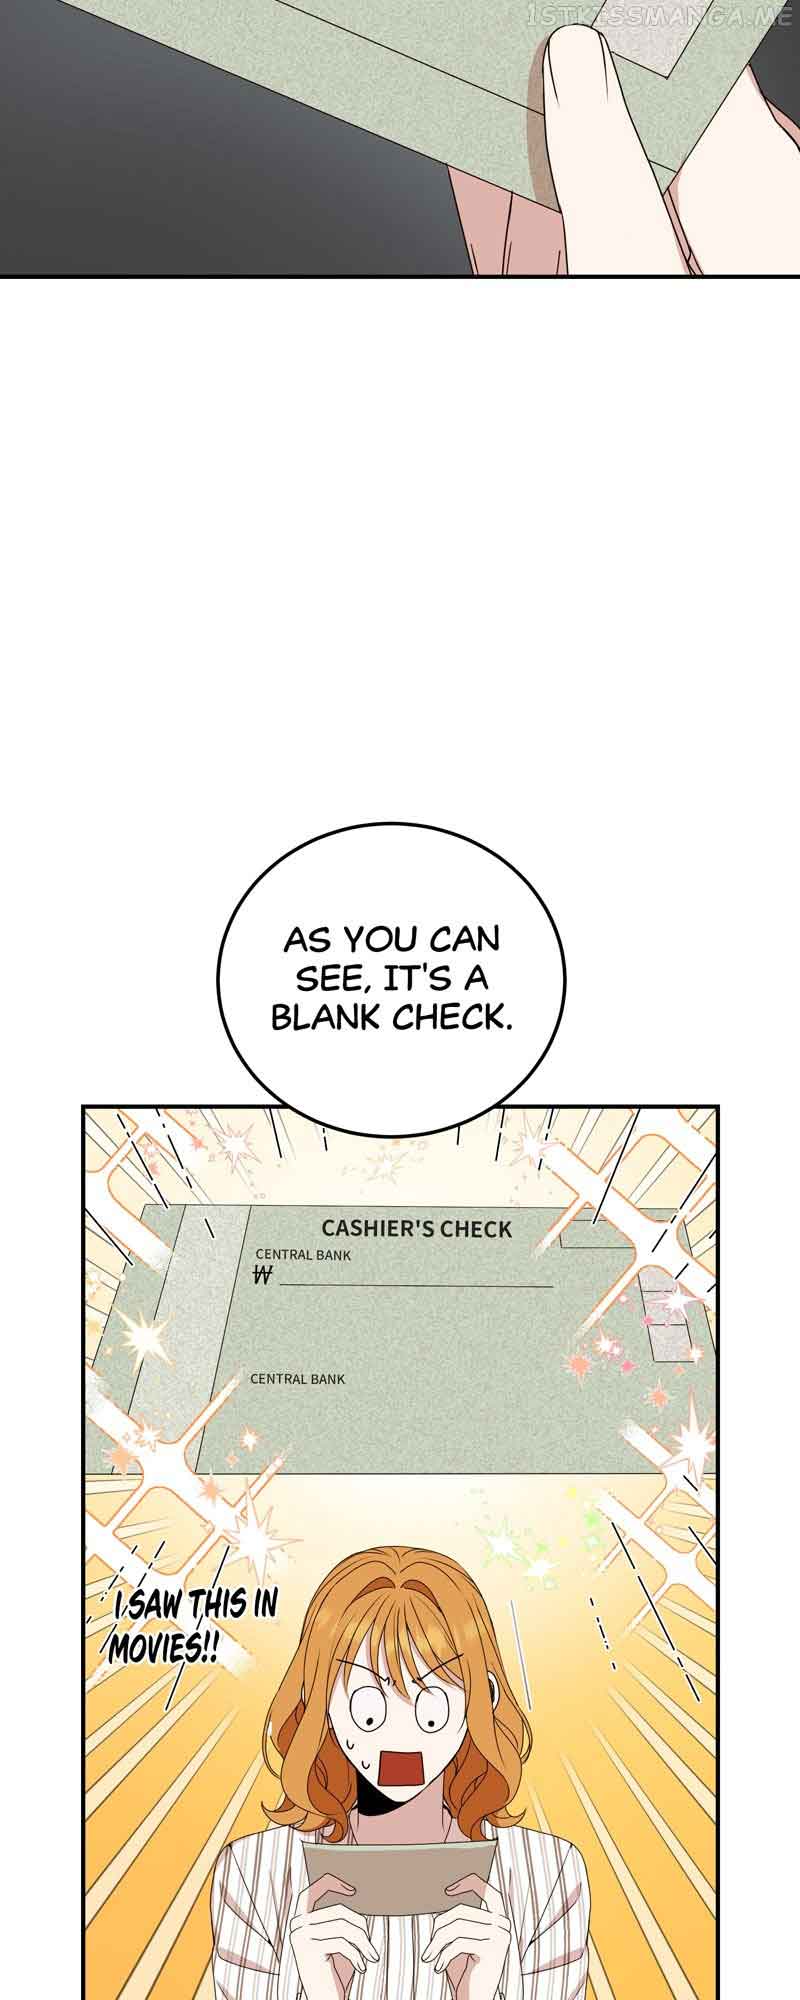 1STKISSMANGA.ME
AS YOU CAN
SEE, IT'S A
BLANK CHECK.
CASHIER'S CHECK
CENTRAL BANK
₩
CENTRAL BANK
I SAW THIS IN
MOVIES!!